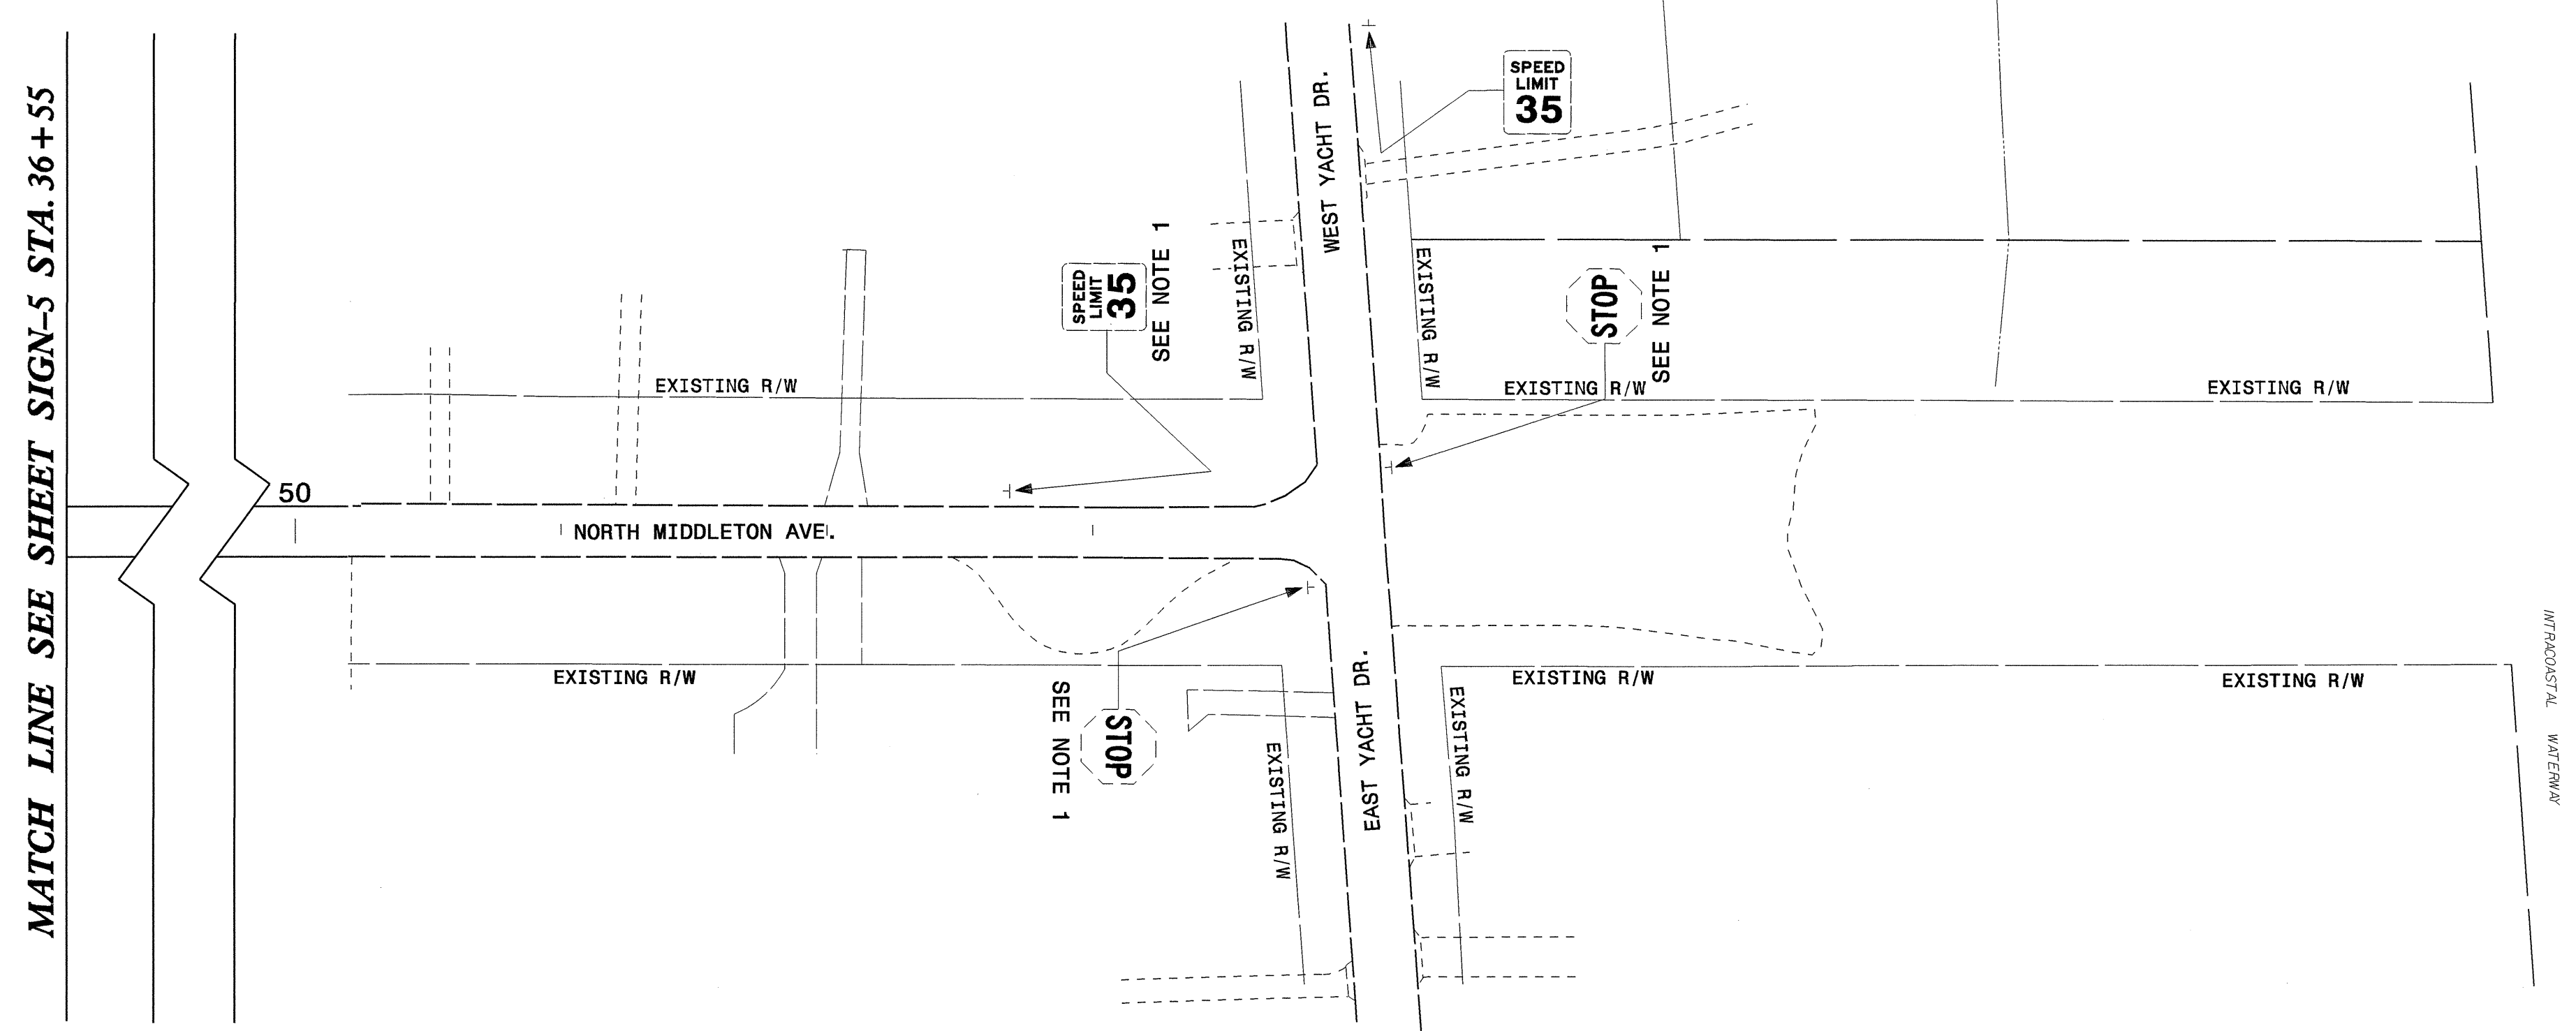 MATCH LINE SEE SHEET SIGN-5 STA. 36+55
50
NORTH MIDDLETON AVE.
EXISTING R/W
EXISTING R/W
SPEED
LIMIT
35
SEE NOTE 1
EXISTING R/W
WEST YACHT DR.
SPEED
LIMIT
35
EXISTING R/W
STOP
SEE NOTE 1
EXISTING R/W
EXISTING R/W
SEE NOTE 1
STOP
EXISTING R/W
EAST YACHT DR.
EXISTING R/W
EXISTING R/W
EXISTING R/W
INTRACOASTAL WATERWAY